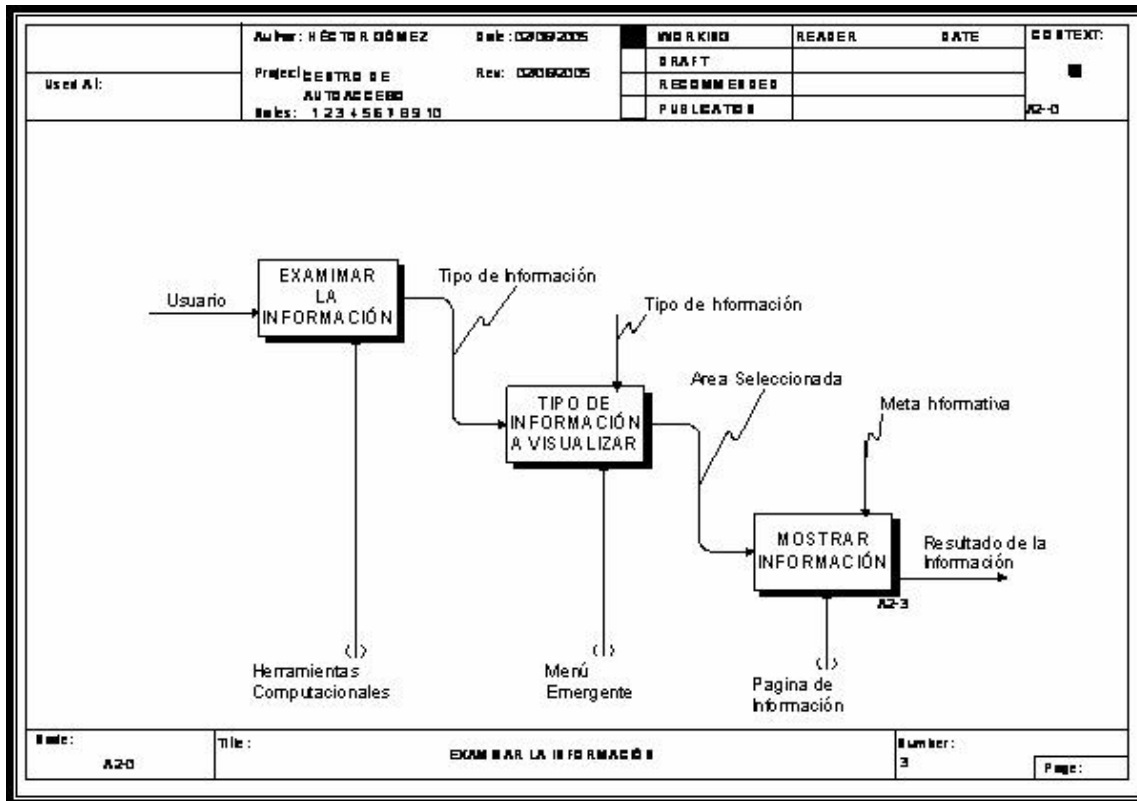 Used At:
Author: HÉCTOR GÓMEZ
Date: 02/06/2005
Project: CENTRO DE
AUTOACCESO
Rev: 02/06/2005
Notes: 1 2 3 4 5 6 7 8 9 10
WORKING
DRAFT
RECOMMENDED
PUBLICATION
READER
DATE
CONTEXT:
A2-0
Usuario
EXAMIMAR
LA
INFORMACIÓN
Tipo de Información
Tipo de Información
TIPO DE
INFORMACIÓN
A VISUALIZAR
Area Seleccionada
Meta Informativa
MOSTRAR
INFORMACIÓN
Resultado de la
Información
A2-3
Herramientas
Computacionales
Menú
Emergente
Pagina de
Información
Node:
A2-0
Title:
EXAMINAR LA INFORMACIÓN
Number:
3
Page: